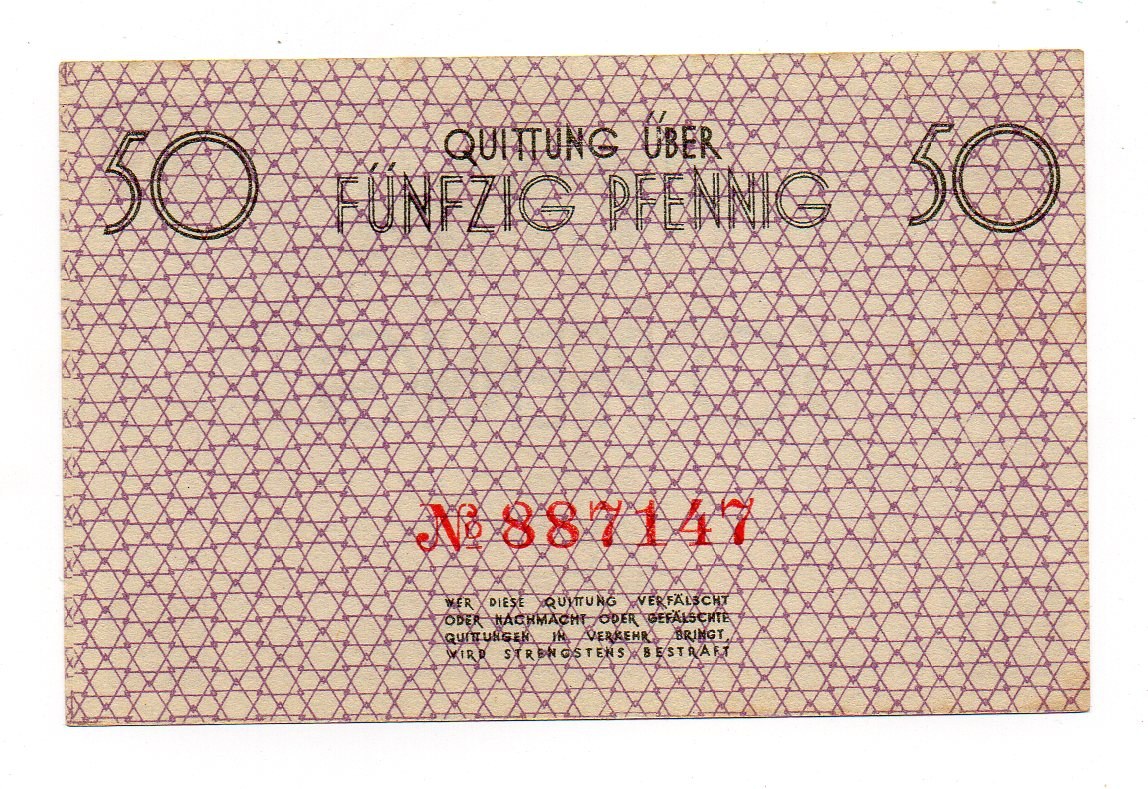 50
QUITTUNG ÜBER
FÜNFZIG PFENNIG
50
№ 887147
WER DIESE QUITTUNG VERFÄLSCHT
ODER NACHMACHT ODER GEFÄLSCHTE
QUITTUNGEN IN VERKEHR BRINGT,
WIRD STRENGSTENS BESTRAFT